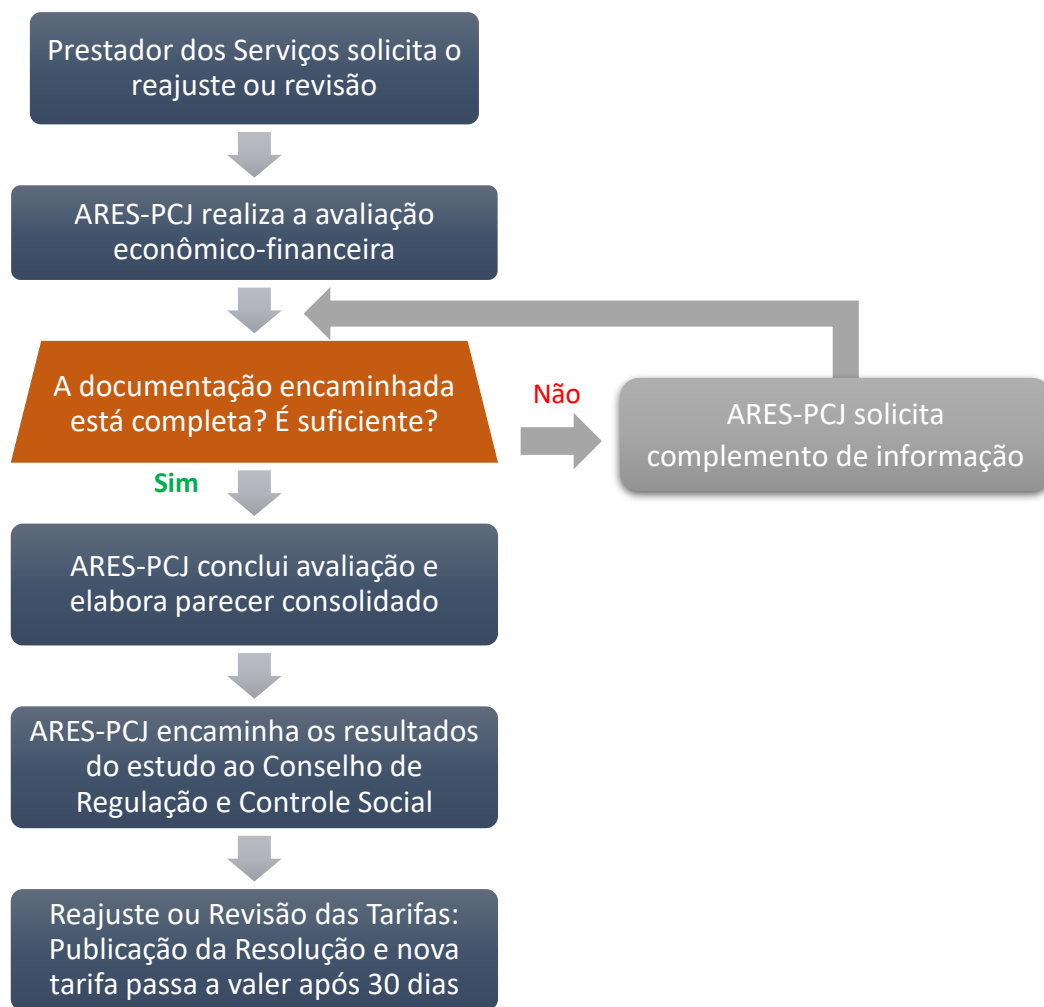 Prestador dos Serviços solicita o
reajuste ou revisão
ARES-PCJ realiza a avaliação
econômico-financeira
A documentação encaminhada
está completa? É suficiente?
Não
ARES-PCJ solicita
complemento de informação
Sim
ARES-PCJ conclui avaliação e
elabora parecer consolidado
ARES-PCJ encaminha os resultados
do estudo ao Conselho de
Regulação e Controle Social
Reajuste ou Revisão das Tarifas:
Publicação da Resolução e nova
tarifa passa a valer após 30 dias